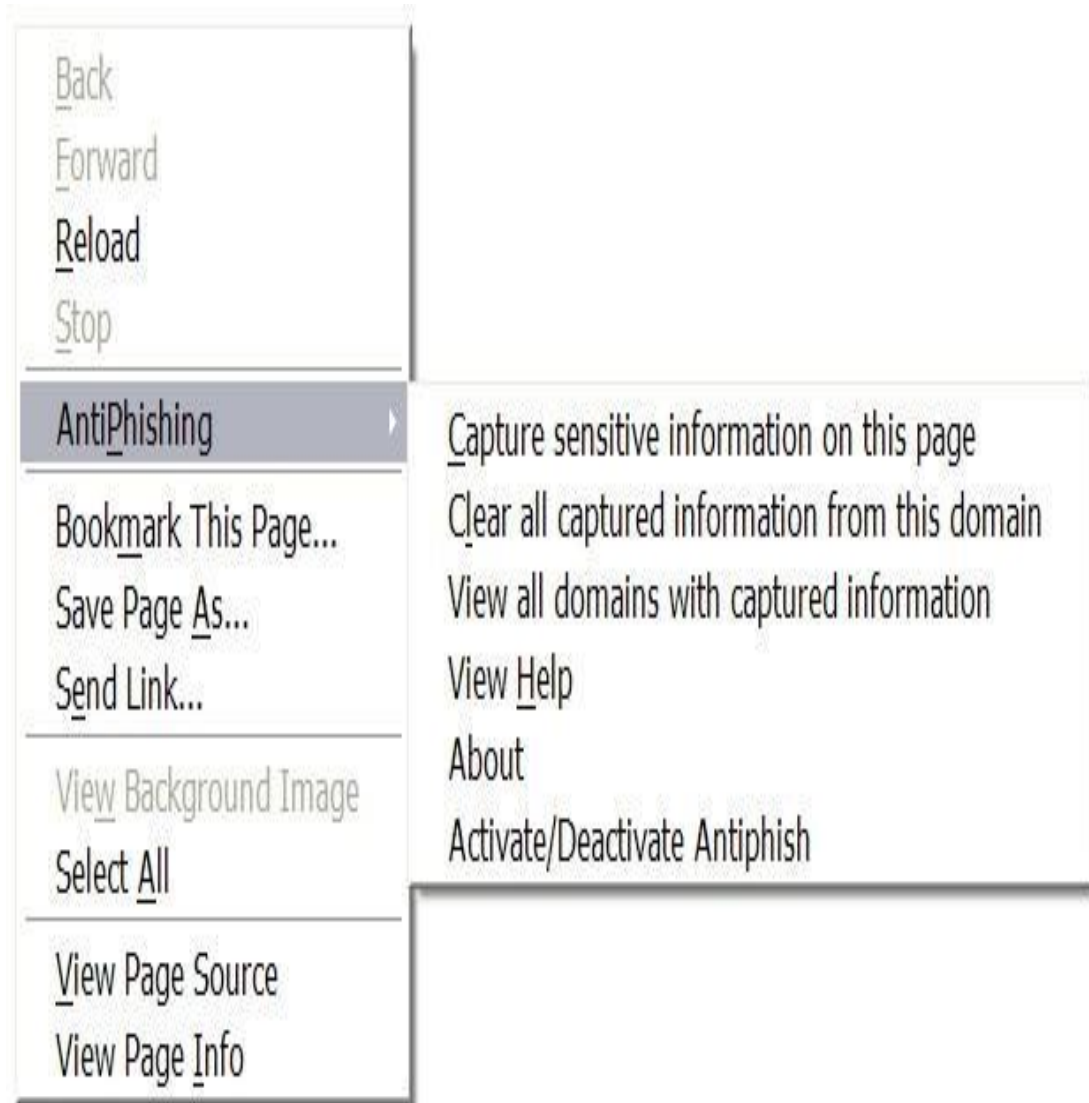 Back
Forward
Reload
Stop
AntiPhishing
Capture sensitive information on this page
Clear all captured information from this domain
View all domains with captured information
View Help
About
Activate/Deactivate Antiphish
Bookmark This Page...
Save Page As...
Send Link...
View Background Image
Select All
View Page Source
View Page Info